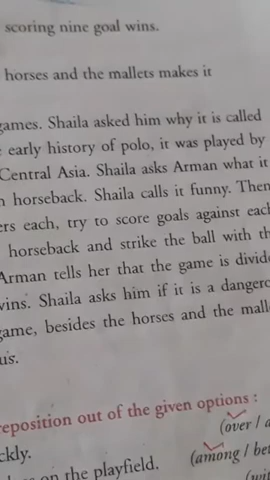 scoring nine goal wins.
horses and the mallets makes it
games. Shaila asked him why it is called
early history of polo, it was played by
Central Asia. Shaila asks Arman what it
horseback. Shaila calls it funny. Then
each, try to score goals against each
horseback and strike the ball with th
Arman tells her that the game is divide
wins. Shaila asks him if it is a dangero
game, besides the horses and the malle
us.
reposition out of the given options :
ckly. (over / a
on the playfield. (among / be